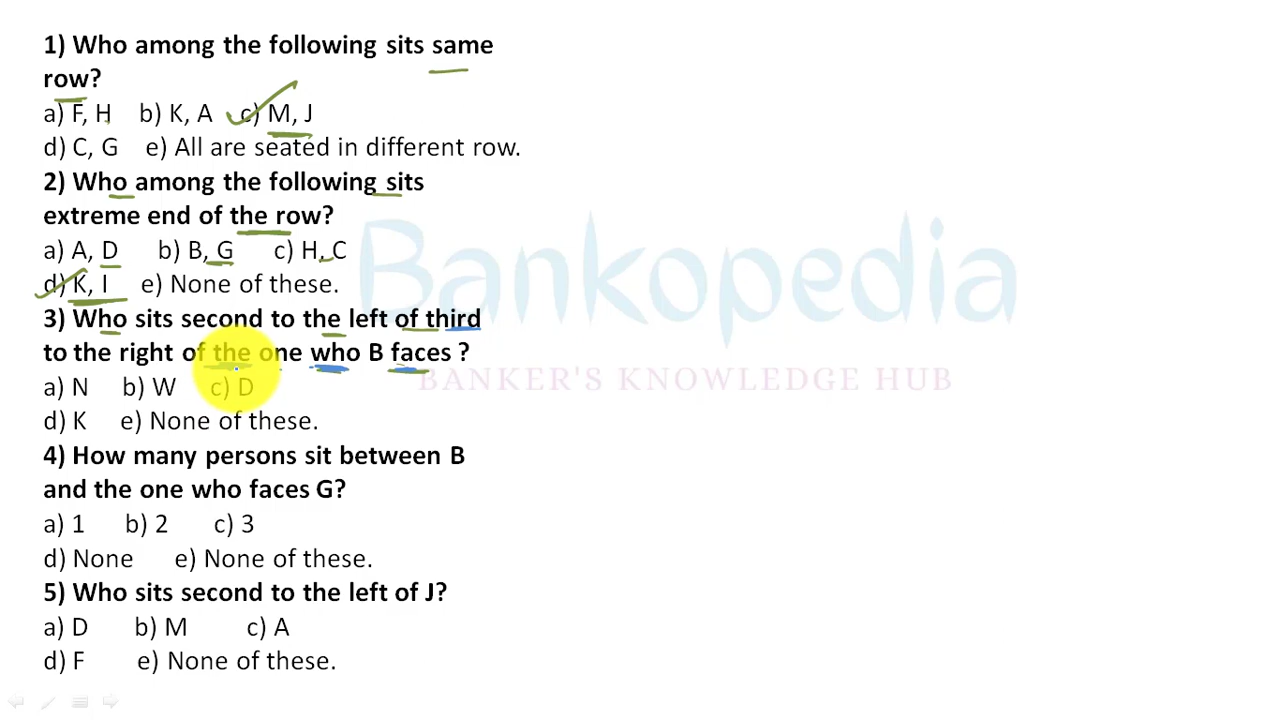 1) Who among the following sits same
row?
a) F, H b) K, A c) M, J
d) C, G e) All are seated in different row.
2) Who among the following sits
extreme end of the row?
a) A, D b) B, G c) H, C
d) K, I e) None of these.
3) Who sits second to the left of third
to the right of the one who B faces ?
a) N b) W c) D
d) K e) None of these.
4) How many persons sit between B
and the one who faces G?
a) 1 b) 2 c) 3
d) None e) None of these.
5) Who sits second to the left of J?
a) D b) M c) A
d) F e) None of these.
Bankopedia
BANKER'S KNOWLEDGE HUB